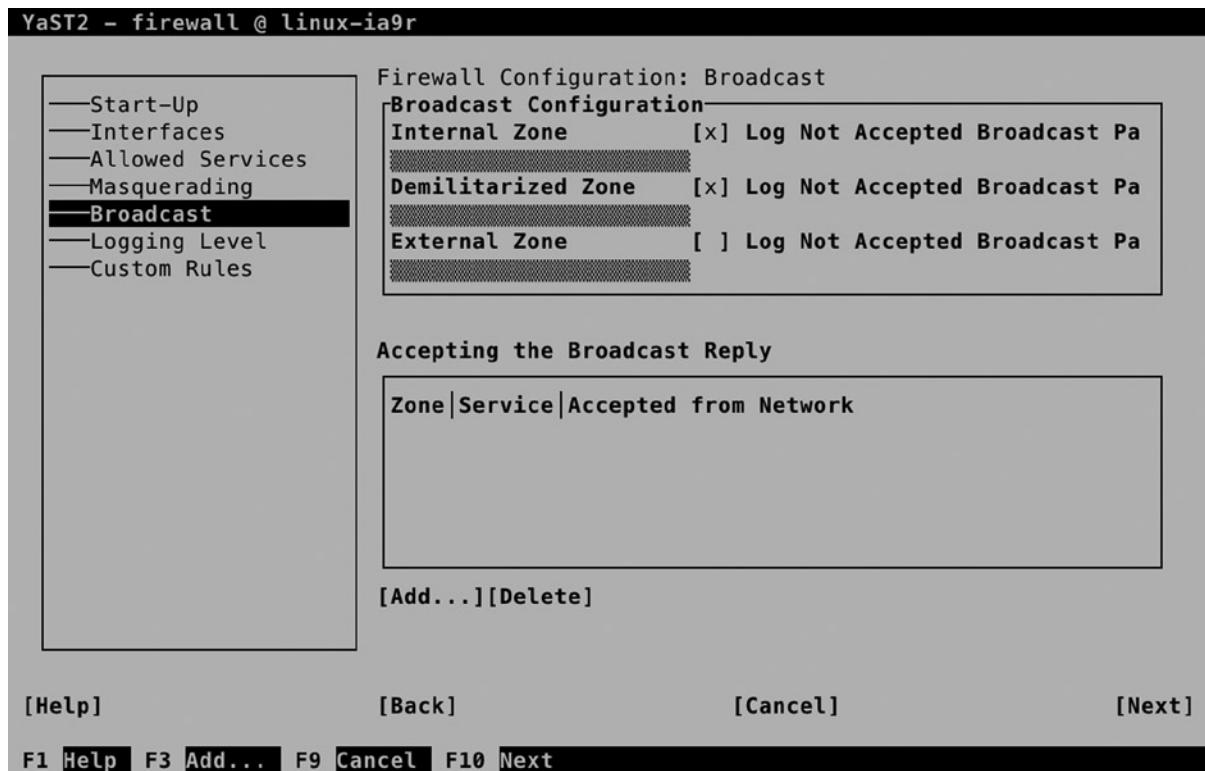 YaST2 – firewall @ linux–ia9r
Start–Up
Interfaces
Allowed Services
Masquerading
Broadcast
Logging Level
Custom Rules
Firewall Configuration: Broadcast
Broadcast Configuration
Internal Zone [x] Log Not Accepted Broadcast Pa
Demilitarized Zone [x] Log Not Accepted Broadcast Pa
External Zone [ ] Log Not Accepted Broadcast Pa
Accepting the Broadcast Reply
Zone|Service|Accepted from Network
[Add...][Delete]
[Help] [Back] [Cancel] [Next]
F1 Help F3 Add... F9 Cancel F10 Next